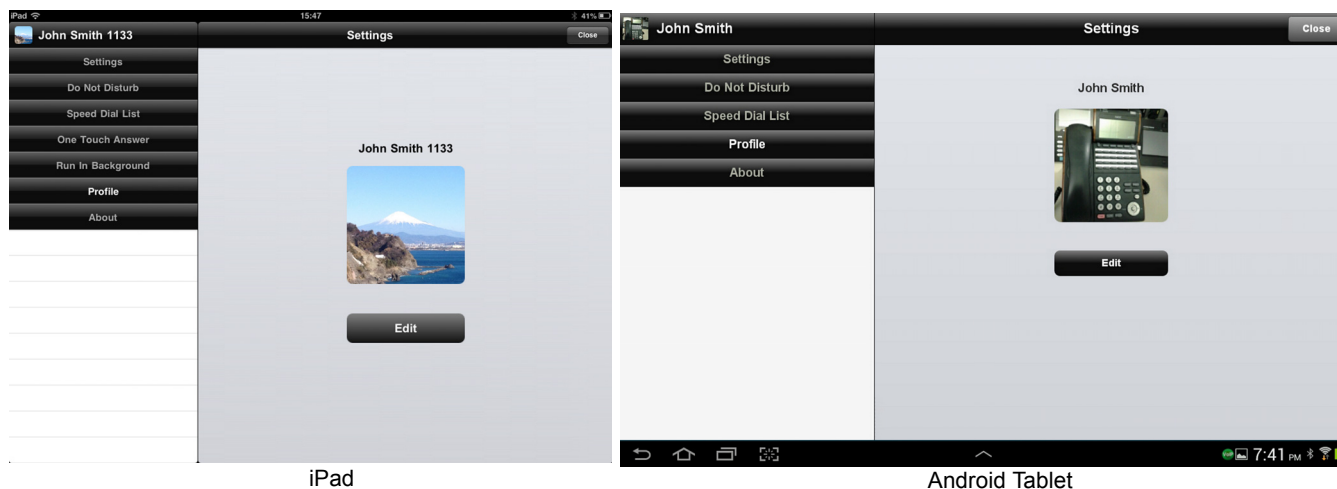 iPad 15:47 41%
John Smith 1133 Settings Close
Settings
Do Not Disturb
Speed Dial List
One Touch Answer
Run In Background
Profile
About
John Smith 1133
Edit
iPad
John Smith Settings Close
Settings
Do Not Disturb
Speed Dial List
Profile
About
John Smith
Edit
7:41 PM
Android Tablet